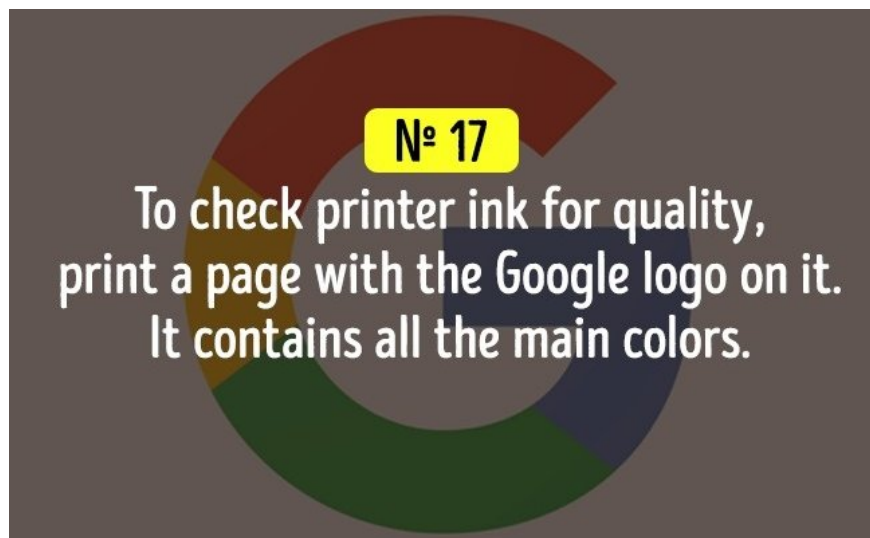 № 17
To check printer ink for quality,
print a page with the Google logo on it.
It contains all the main colors.